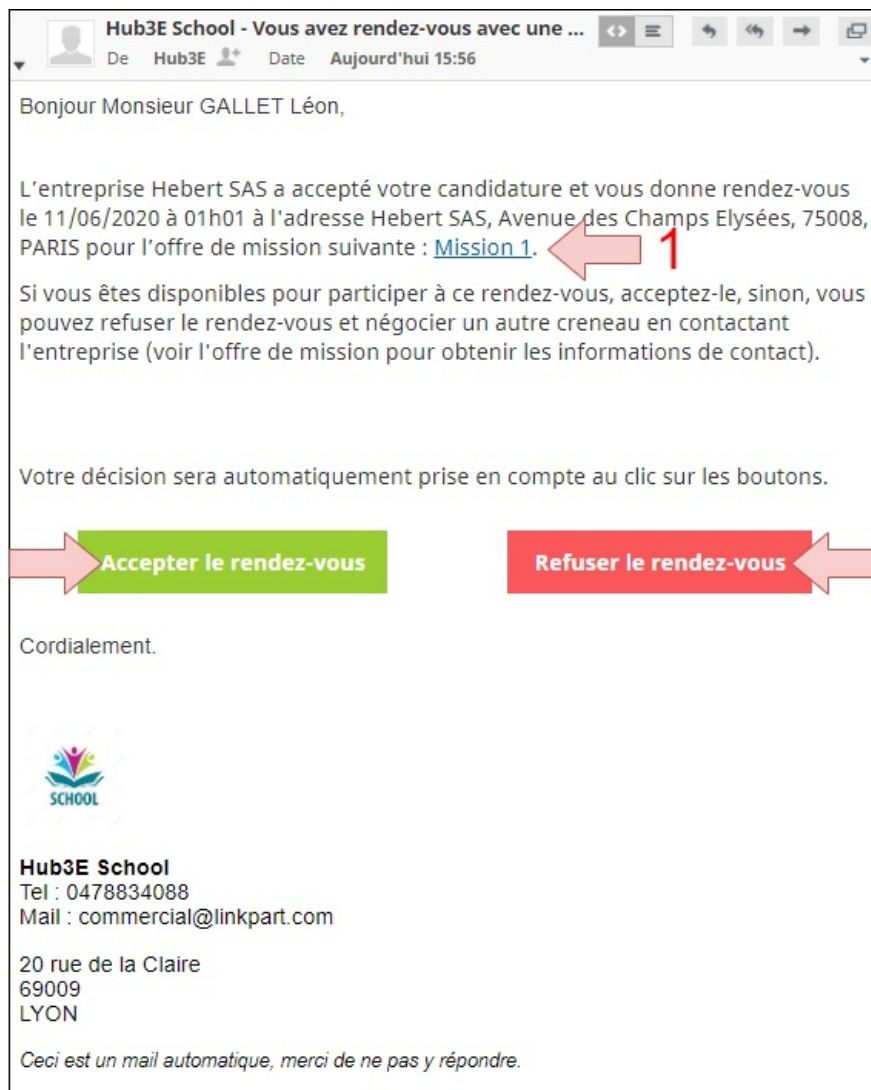 Hub3E School - Vous avez rendez-vous avec une ...
De Hub3E Date Aujourd'hui 15:56
Bonjour Monsieur GALLET Léon,
L'entreprise Hebert SAS a accepté votre candidature et vous donne rendez-vous
le 11/06/2020 à 01h01 à l'adresse Hebert SAS, Avenue des Champs Elysées, 75008,
PARIS pour l'offre de mission suivante : Mission 1.
1
Si vous êtes disponibles pour participer à ce rendez-vous, acceptez-le, sinon, vous
pouvez refuser le rendez-vous et négocier un autre creneau en contactant
l'entreprise (voir l'offre de mission pour obtenir les informations de contact).
Votre décision sera automatiquement prise en compte au clic sur les boutons.
Accepter le rendez-vous Refuser le rendez-vous
Cordialement.
SCHOOL
Hub3E School
Tel : 0478834088
Mail : commercial@linkpart.com
20 rue de la Claire
69009
LYON
Ceci est un mail automatique, merci de ne pas y répondre.